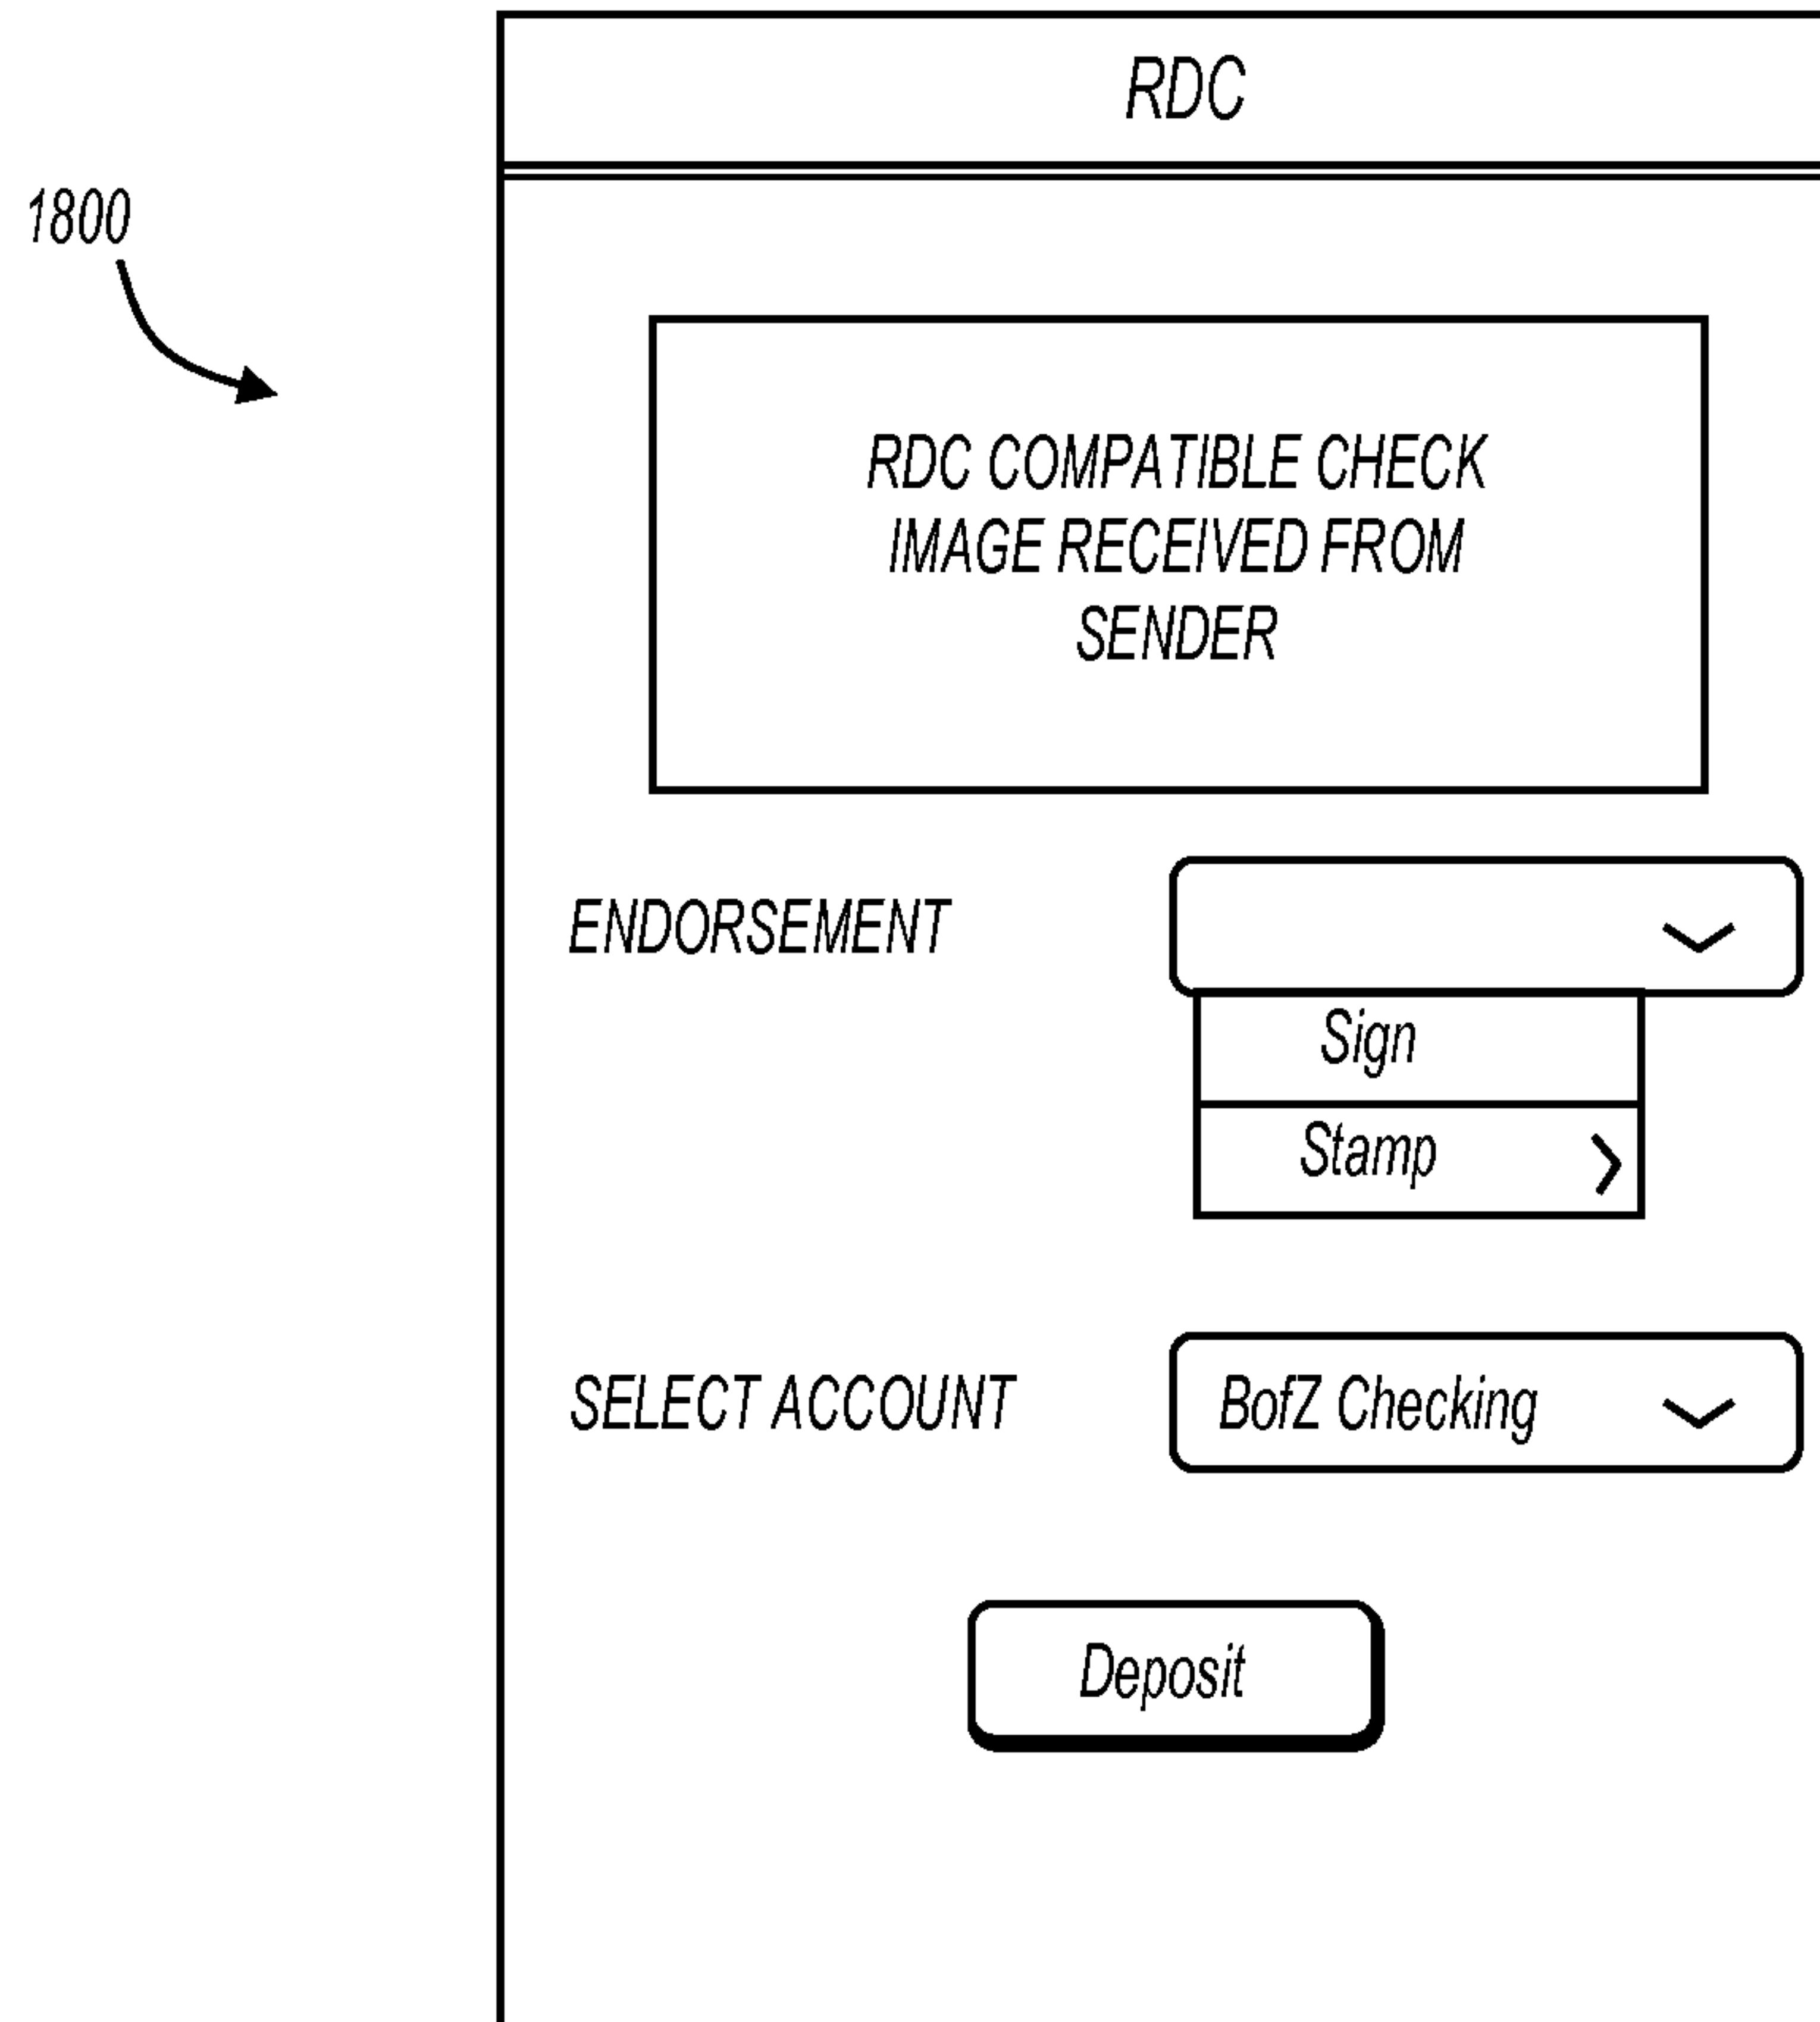 RDC
1800
RDC COMPATIBLE CHECK
IMAGE RECEIVED FROM
SENDER
ENDORSEMENT
Sign
Stamp
SELECT ACCOUNT
BofZ Checking
Deposit